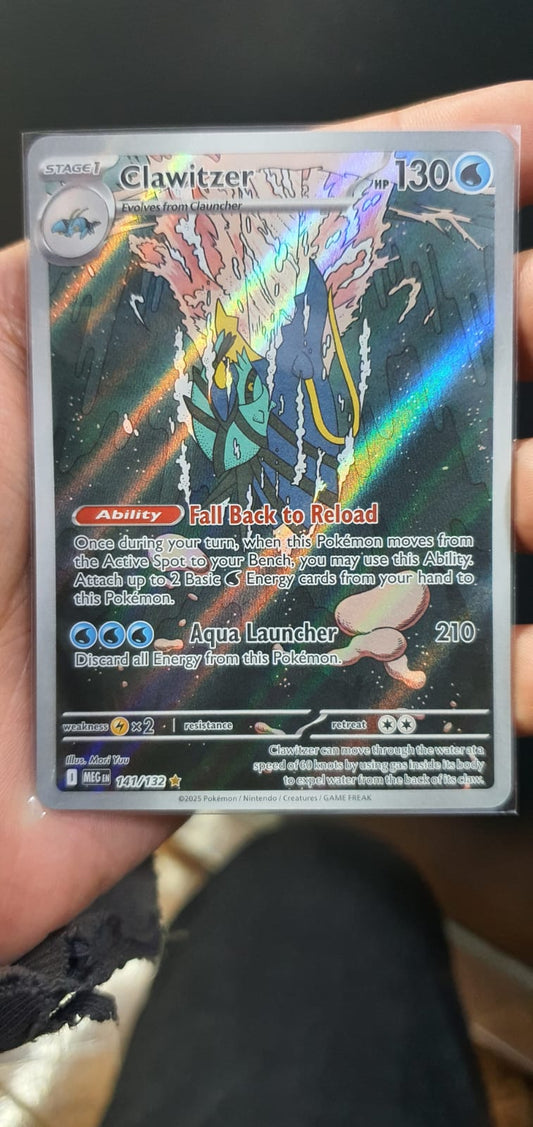 STAGE 1 Clawitzer HP 130
Evolves from Clauncher
Ability Fall Back to Reload
Once during your turn, when this Pokémon moves from
the Active Spot to your Bench, you may use this Ability.
Attach up to 2 Basic Energy cards from your hand to
this Pokémon.
Aqua Launcher 210
Discard all Energy from this Pokémon.
weakness ×2 resistance retreat
Illus. Mori Yuu
Clawitzer can move through the water at a
speed of 60 knots by using gas inside its body
to expel water from the back of its claw.
I MEG EN 141/132
©2025 Pokémon / Nintendo / Creatures / GAME FREAK